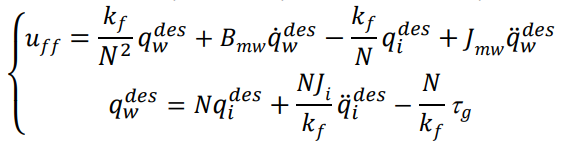 u_{ff} = \frac{k_f}{N^2} q_w^{des} + B_{mw} \dot{q}_w^{des} - \frac{k_f}{N} q_i^{des} + J_{mw} \ddot{q}_w^{des}
q_w^{des} = N q_i^{des} + \frac{N J_i}{k_f} \ddot{q}_i^{des} - \frac{N}{k_f} \tau_g